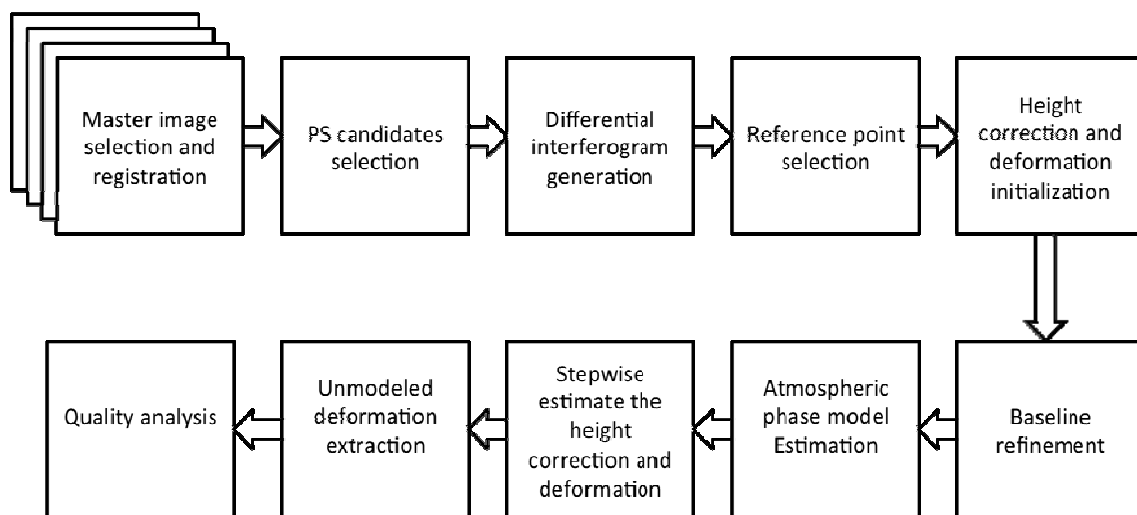 Master image
selection and
registration
PS candidates
selection
Differential
interferogram
generation
Reference point
selection
Height
correction and
deformation
initialization
Baseline
refinement
Atmospheric
phase model
Estimation
Stepwise
estimate the
height
correction and
deformation
Unmodeled
deformation
extraction
Quality analysis